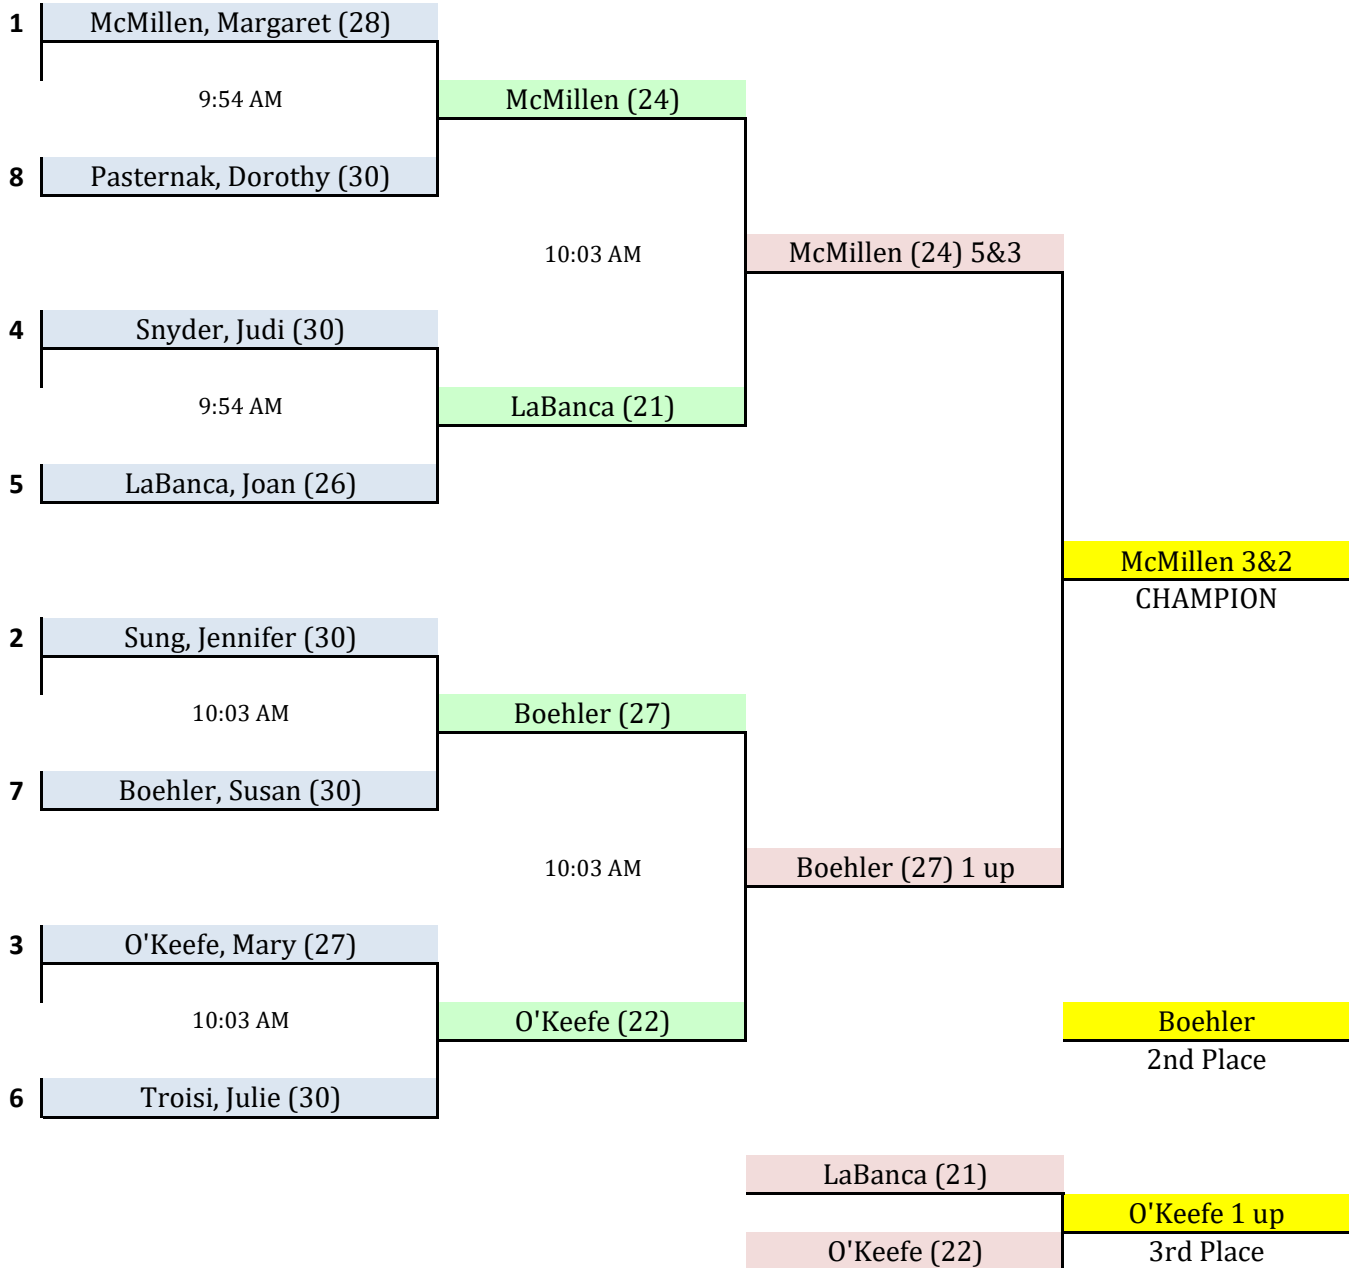 1 McMillen, Margaret (28)
9:54 AM McMillen (24)
8 Pasternak, Dorothy (30)
10:03 AM McMillen (24) 5&3
4 Snyder, Judi (30)
9:54 AM LaBanca (21)
5 LaBanca, Joan (26)
McMillen 3&2
CHAMPION
2 Sung, Jennifer (30)
10:03 AM Boehler (27)
7 Boehler, Susan (30)
10:03 AM Boehler (27) 1 up
3 O'Keefe, Mary (27)
10:03 AM O'Keefe (22) Boehler
2nd Place
6 Troisi, Julie (30)
LaBanca (21)
O'Keefe 1 up
O'Keefe (22) 3rd Place